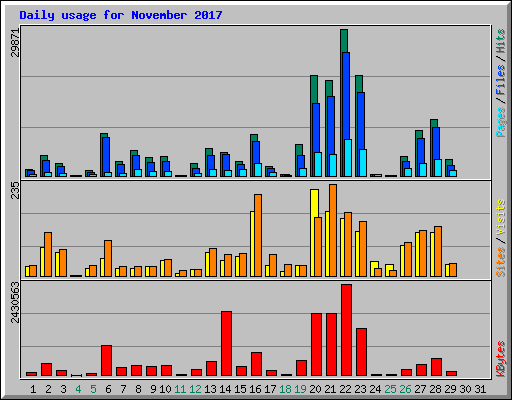 Daily usage for November 2017
29871
Pages / Files / Hits
235
Sites / Visits
2430563
KBytes
1 2 3 4 5 6 7 8 9 10 11 12 13 14 15 16 17 18 19 20 21 22 23 24 25 26 27 28 29 30 31